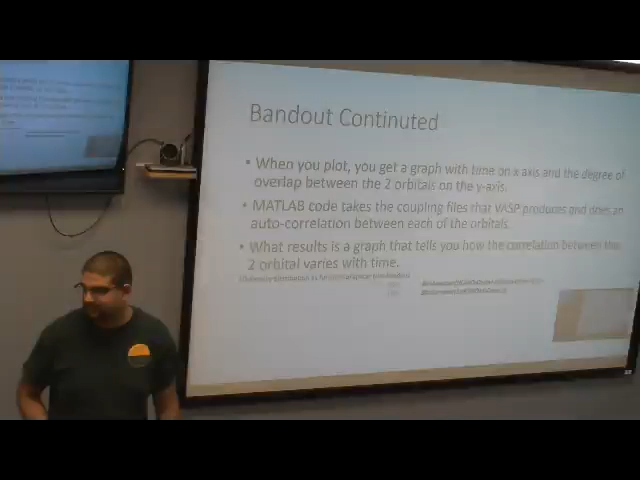 Bandout Continuted
• When you plot, you get a graph with time on x axis and the degree of
overlap between the 2 orbitals on the y-axis.
• MATLAB code takes the coupling files that VASP produces and does an
auto-correlation between each of the orbitals.
• What results is a graph that tells you how the correlation between the
2 orbital varies with time.